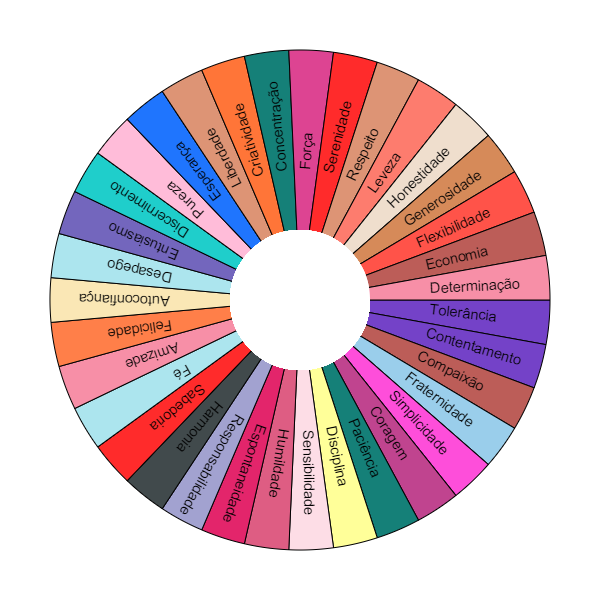 Força
Serenidade
Respeito
Leveza
Honestidade
Generosidade
Flexibilidade
Economia
Determinação
Tolerância
Contentamento
Compaixão
Fraternidade
Simplicidade
Coragem
Paciência
Disciplina
Sensibilidade
Humildade
Espontaneidade
Responsabilidade
Harmonia
Sabedoria
Fé
Amizade
Felicidade
Autoconfiança
Desapego
Entusiasmo
Discernimento
Pureza
Esperança
Liberdade
Criatividade
Concentração